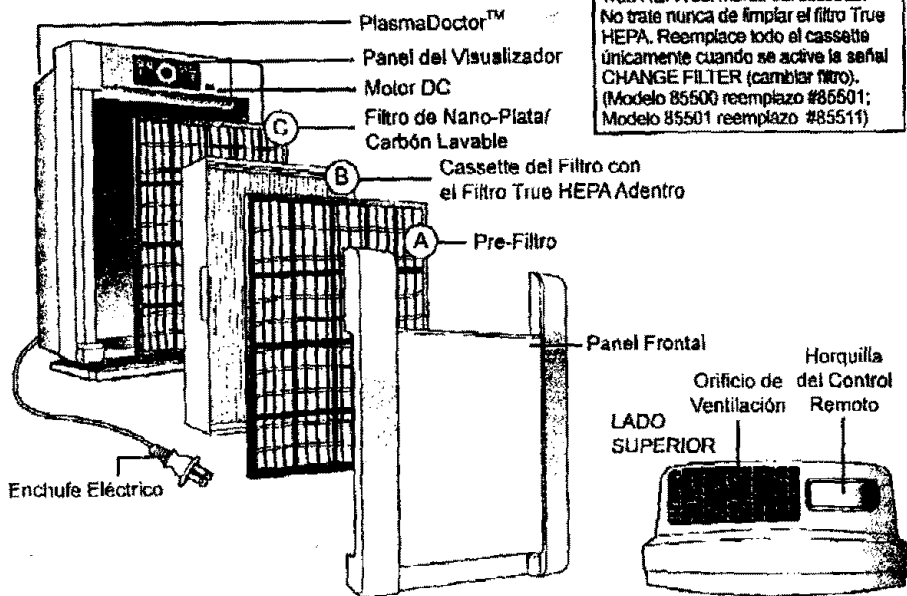 PlasmaDoctor™
Panel del Visualizador
Motor DC
Filtro de Nano-Plata/
Carbón Lavable
C
Cassette del Filtro con
el Filtro True HEPA Adentro
B
A
Pre-Filtro
Panel Frontal
Enchufe Eléctrico
No trate nunca de limpiar el filtro True
HEPA. Reemplace todo el cassette
únicamente cuando se active la señal
CHANGE FILTER (cambiar filtro).
(Modelo 85500 reemplazo #85501;
Modelo 85501 reemplazo #85511)
LADO
SUPERIOR
Orificio de
Ventilación
Horquilla
del Control
Remoto